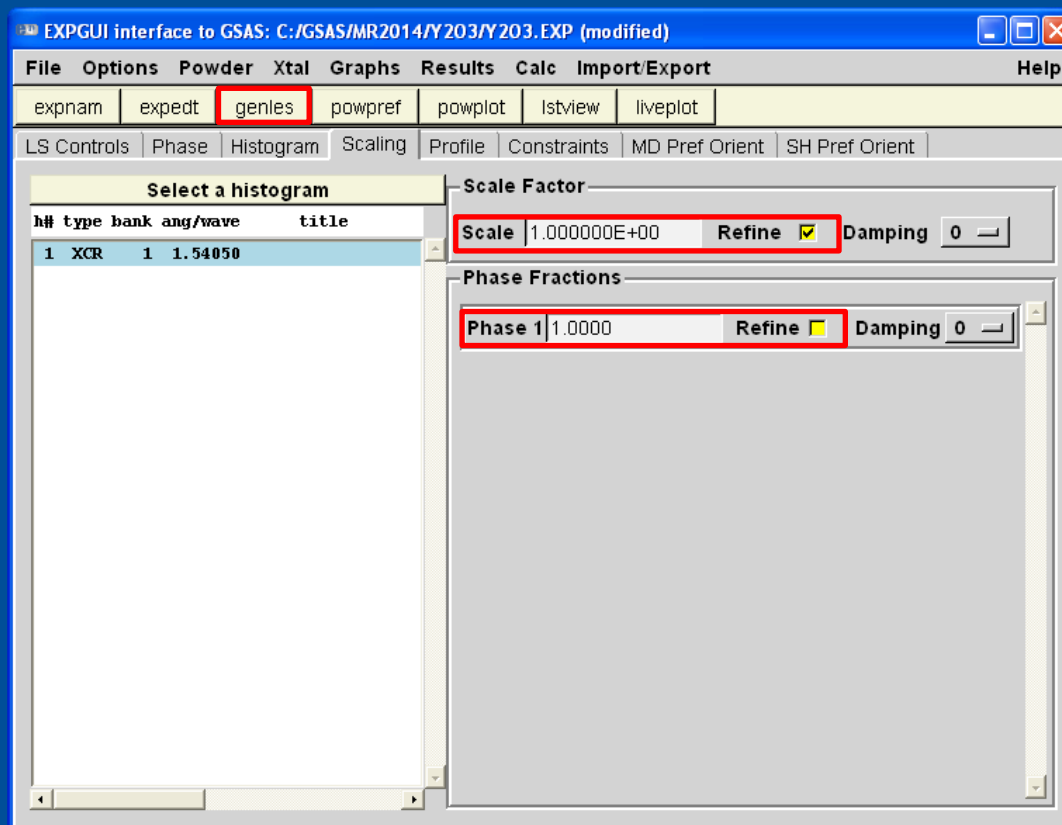 EXPGUI interface to GSAS: C:/GSAS/MR2014/Y2O3/Y2O3.EXP (modified)
File Options Powder Xtal Graphs Results Calc Import/Export Help
expnam expedt genles powpref powplot lstview liveplot
LS Controls Phase Histogram Scaling Profile Constraints MD Pref Orient SH Pref Orient
Select a histogram
h# type bank ang/wave title
1 XCR 1 1.54050
Scale Factor
Scale 1.000000E+00 Refine Damping 0
Phase Fractions
Phase 1 1.0000 Refine Damping 0